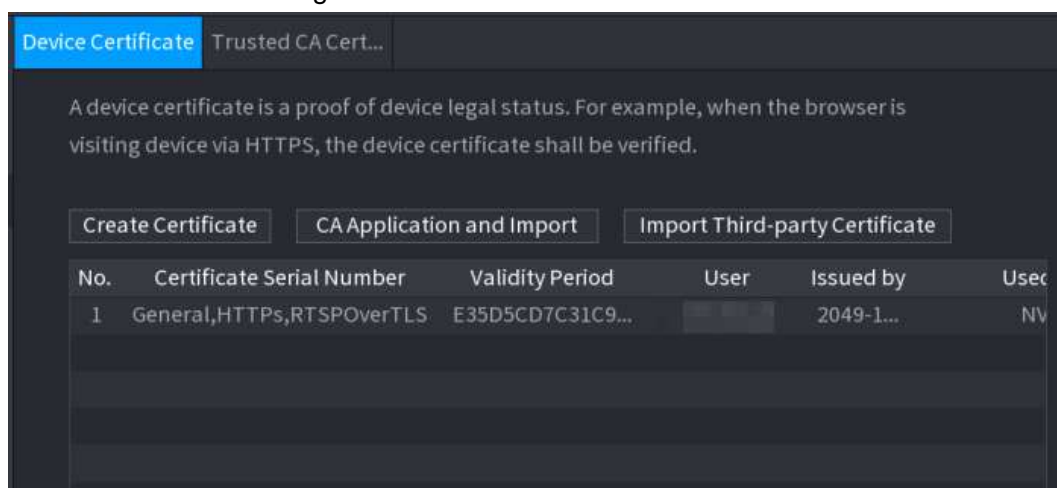 Device Certificate Trusted CA Cert...
A device certificate is a proof of device legal status. For example, when the browser is
visiting device via HTTPS, the device certificate shall be verified.
Create Certificate CA Application and Import Import Third-party Certificate
No. Certificate Serial Number Validity Period User Issued by Used
1 General,HTTPs,RTSPOverTLS E35D5CD7C31C9... 2049-1... NV